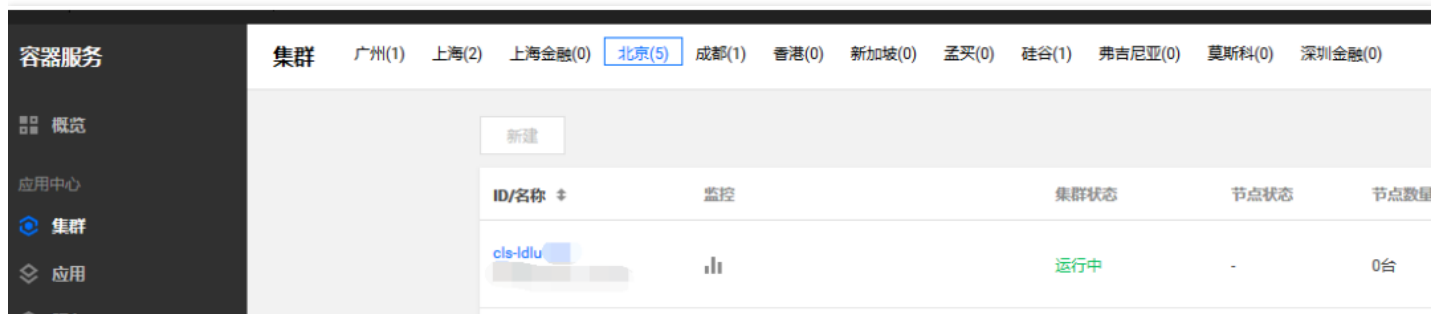 容器服务
集群 广州(1) 上海(2) 上海金融(0) 北京(5) 成都(1) 香港(0) 新加坡(0) 孟买(0) 硅谷(1) 弗吉尼亚(0) 莫斯科(0) 深圳金融(0)
概览
应用中心
集群
应用
新建
ID/名称 监控 集群状态 节点状态 节点数量
cls-ldlu
运行中 - 0台